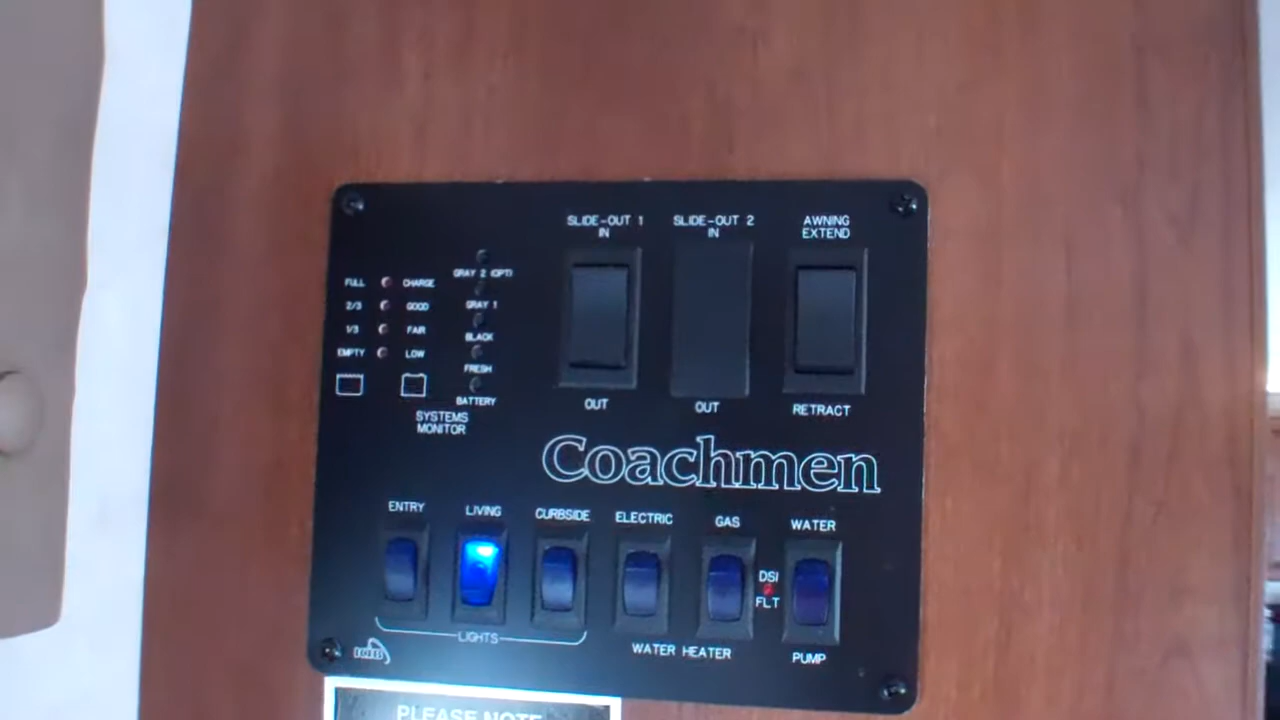 SLIDE-OUT 1
IN
SLIDE-OUT 2
IN
AWNING
EXTEND
GRAY 2 (OPT)
FULL
CHARGE
2/3
GOOD
GRAY 1
1/3
FAIR
BLACK
EMPTY
LOW
FRESH
BATTERY
SYSTEMS
MONITOR
OUT
OUT
RETRACT
Coachmen
ENTRY
LIVING
CURBSIDE
ELECTRIC
GAS
WATER
DSI
FLT
LIGHTS
WATER HEATER
PUMP
PLEASE NOTE